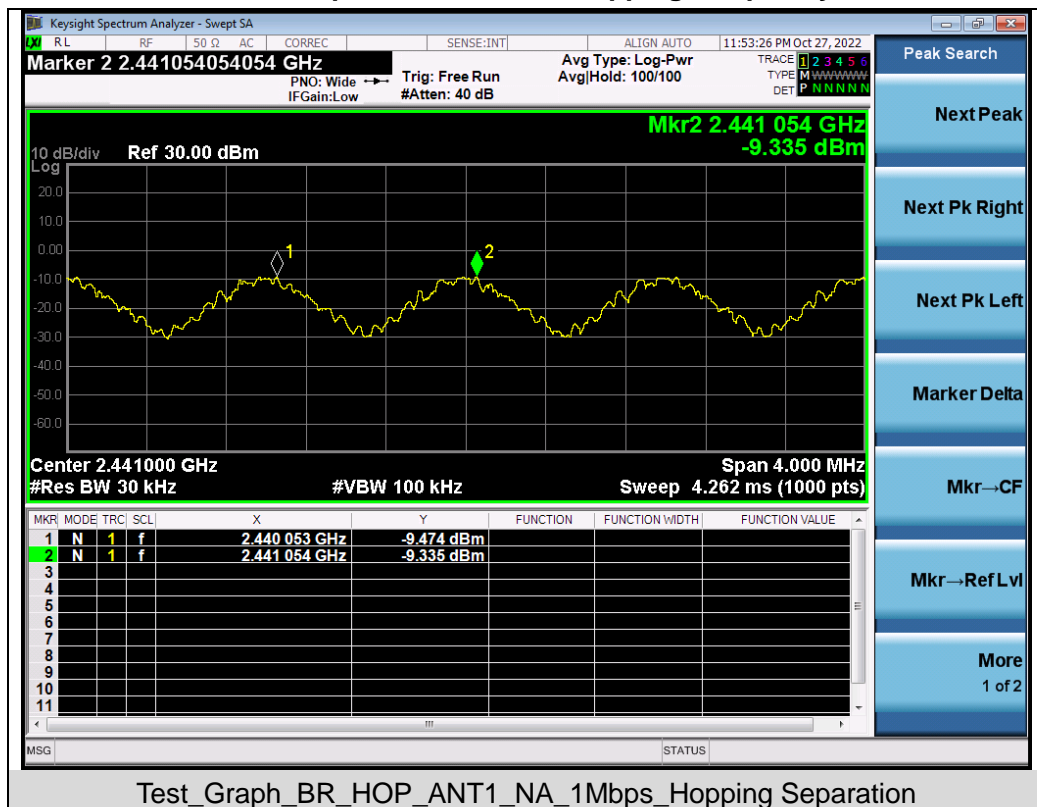 Keysight Spectrum Analyzer - Swept SA
LXI RL RF 50 Ω AC CORREC SENSE:INT ALIGN AUTO 11:53:26 PM Oct 27, 2022
Marker 2 2.441054054054 GHz
PNO: Wide
IFGain:Low
Trig: Free Run
#Atten: 40 dB
Avg Type: Log-Pwr
Avg|Hold: 100/100
TRACE 1 2 3 4 5 6
TYPE M WWWWW
DET P N N N N N
Mkr2 2.441 054 GHz
-9.335 dBm
10 dB/div Ref 30.00 dBm
Log
20.0
10.0
0.00
-10.0
-20.0
-30.0
-40.0
-50.0
-60.0
1
2
Center 2.441000 GHz Span 4.000 MHz
#Res BW 30 kHz #VBW 100 kHz Sweep 4.262 ms (1000 pts)
MKR MODE TRC SCL X Y FUNCTION FUNCTION WIDTH FUNCTION VALUE
1 N 1 f 2.440 053 GHz -9.474 dBm
2 N 1 f 2.441 054 GHz -9.335 dBm
3
4
5
6
7
8
9
10
11
MSG STATUS
Peak Search
Next Peak
Next Pk Right
Next Pk Left
Marker Delta
Mkr→CF
Mkr→Ref Lvl
More
1 of 2
Test_Graph_BR_HOP_ANT1_NA_1Mbps_Hopping Separation